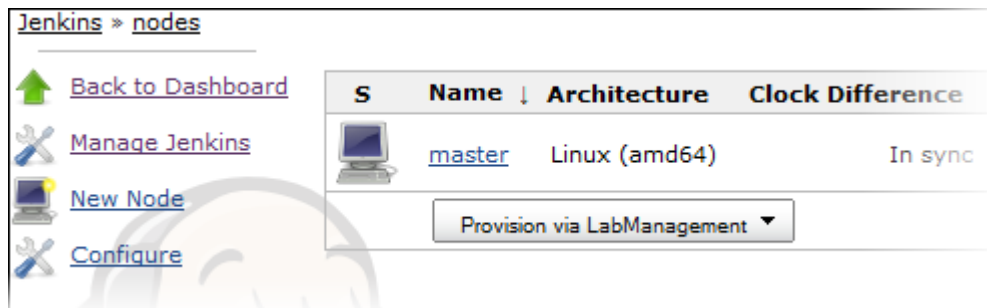 Jenkins » nodes
Back to Dashboard
Manage Jenkins
New Node
Configure
S Name ↓ Architecture Clock Difference
master Linux (amd64) In sync
Provision via LabManagement